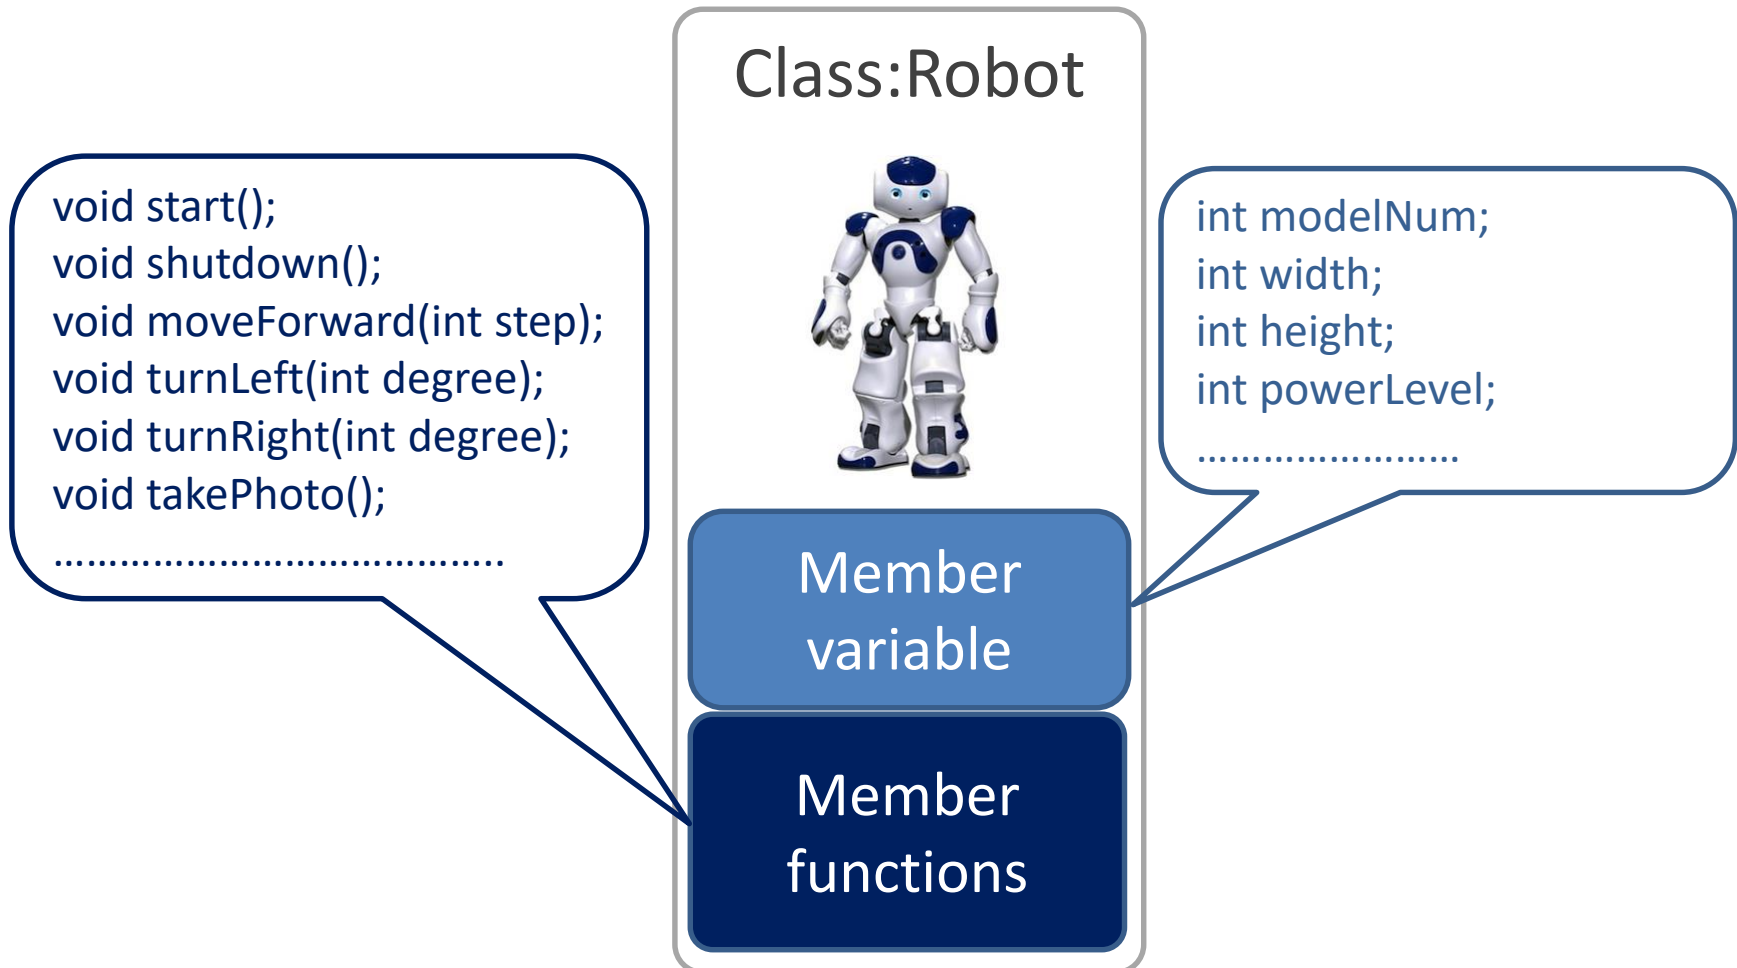 Class:Robot
void start();
void shutdown();
void moveForward(int step);
void turnLeft(int degree);
void turnRight(int degree);
void takePhoto();
…………………………………..
int modelNum;
int width;
int height;
int powerLevel;
……………………
Member
variable
Member
functions